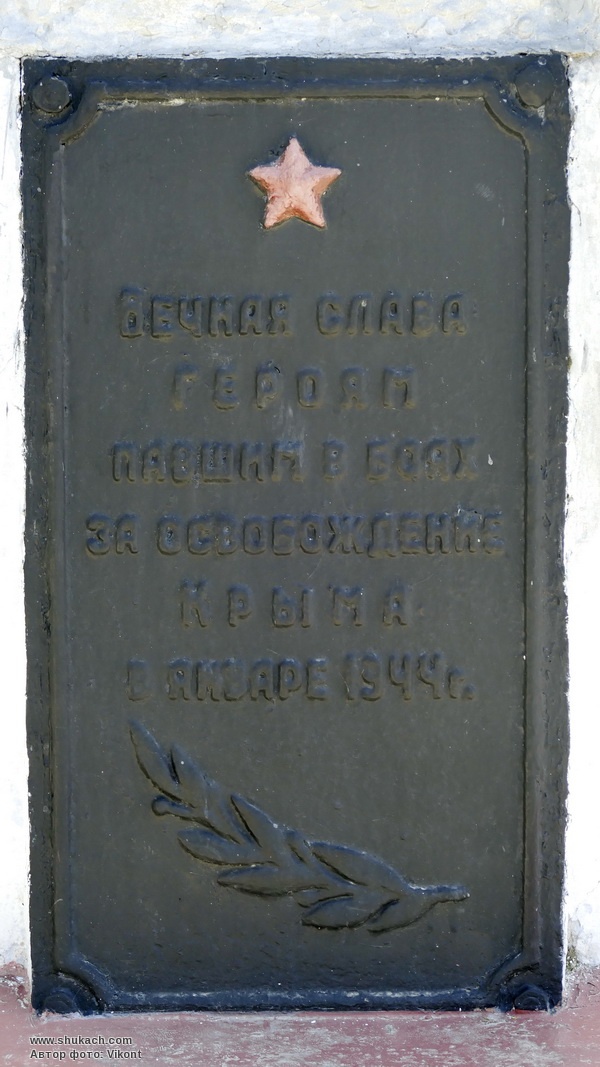 ВЕЧНАЯ СЛАВА
ГЕРОЯМ
ПАВШИМ В БОЯХ
ЗА ОСВОБОЖДЕНИЕ
КРЫМА
В ЯНВАРЕ 1944г.
www.shukach.com
Автор фото: Vikont